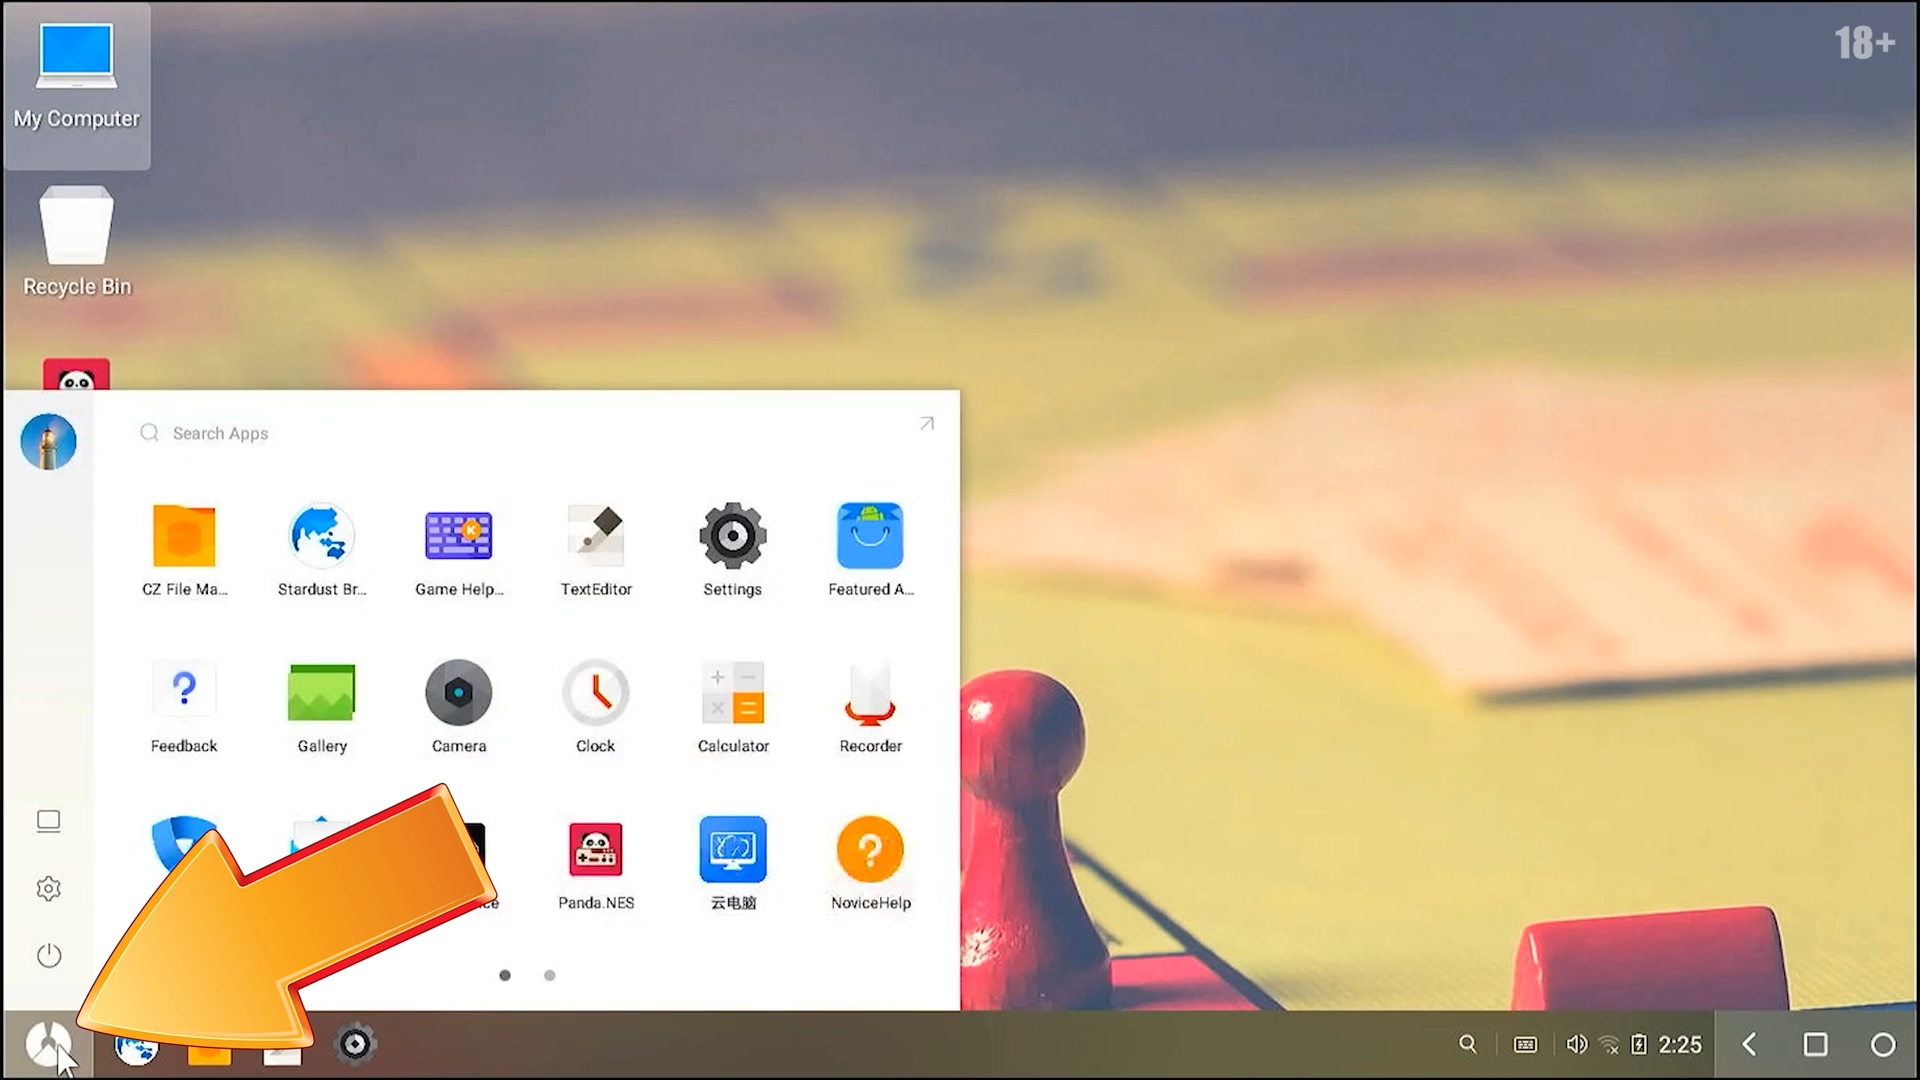 18+
My Computer
Recycle Bin
Search Apps
CZ File Ma...
Stardust Br...
Game Help...
TextEditor
Settings
Featured A...
Feedback
Gallery
Camera
Clock
Calculator
Recorder
Panda.NES
云电脑
NoviceHelp
2:25